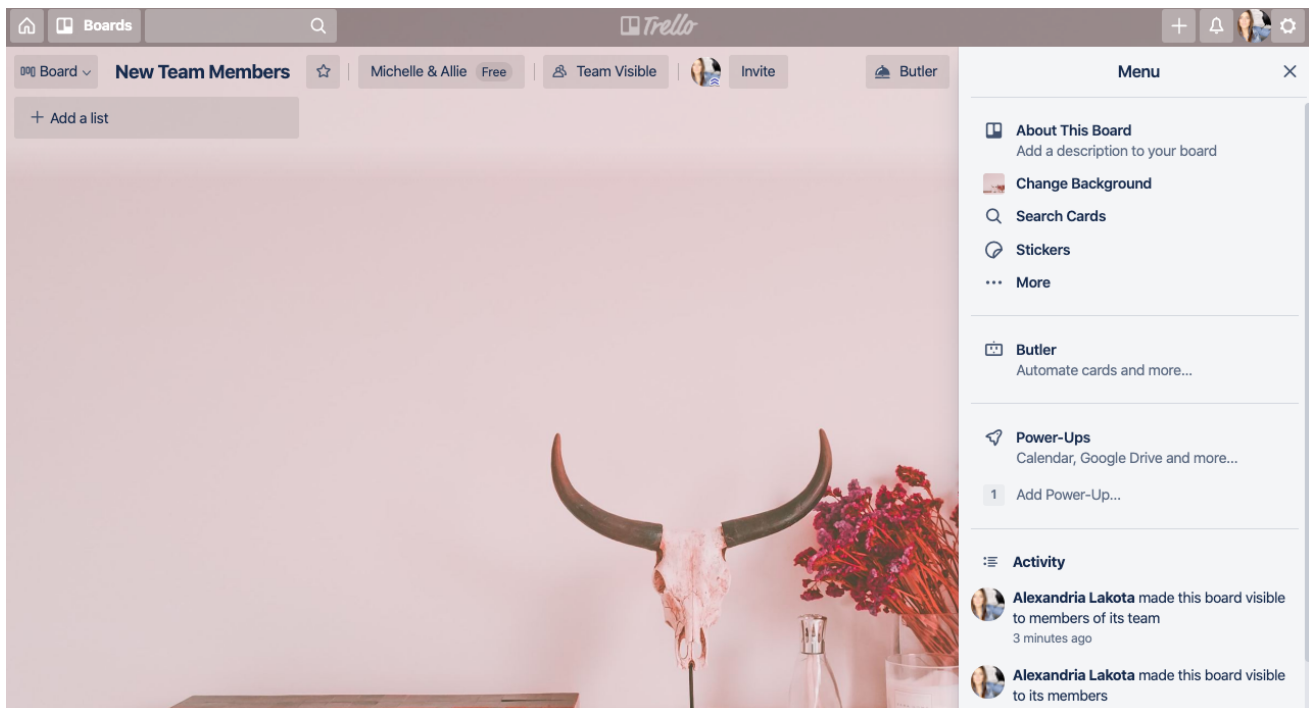 Boards
Trello
Board
New Team Members
Michelle & Allie Free
Team Visible
Invite
Butler
+ Add a list
Menu
About This Board
Add a description to your board
Change Background
Search Cards
Stickers
More
Butler
Automate cards and more...
Power-Ups
Calendar, Google Drive and more...
1 Add Power-Up...
Activity
Alexandria Lakota made this board visible
to members of its team
3 minutes ago
Alexandria Lakota made this board visible
to its members